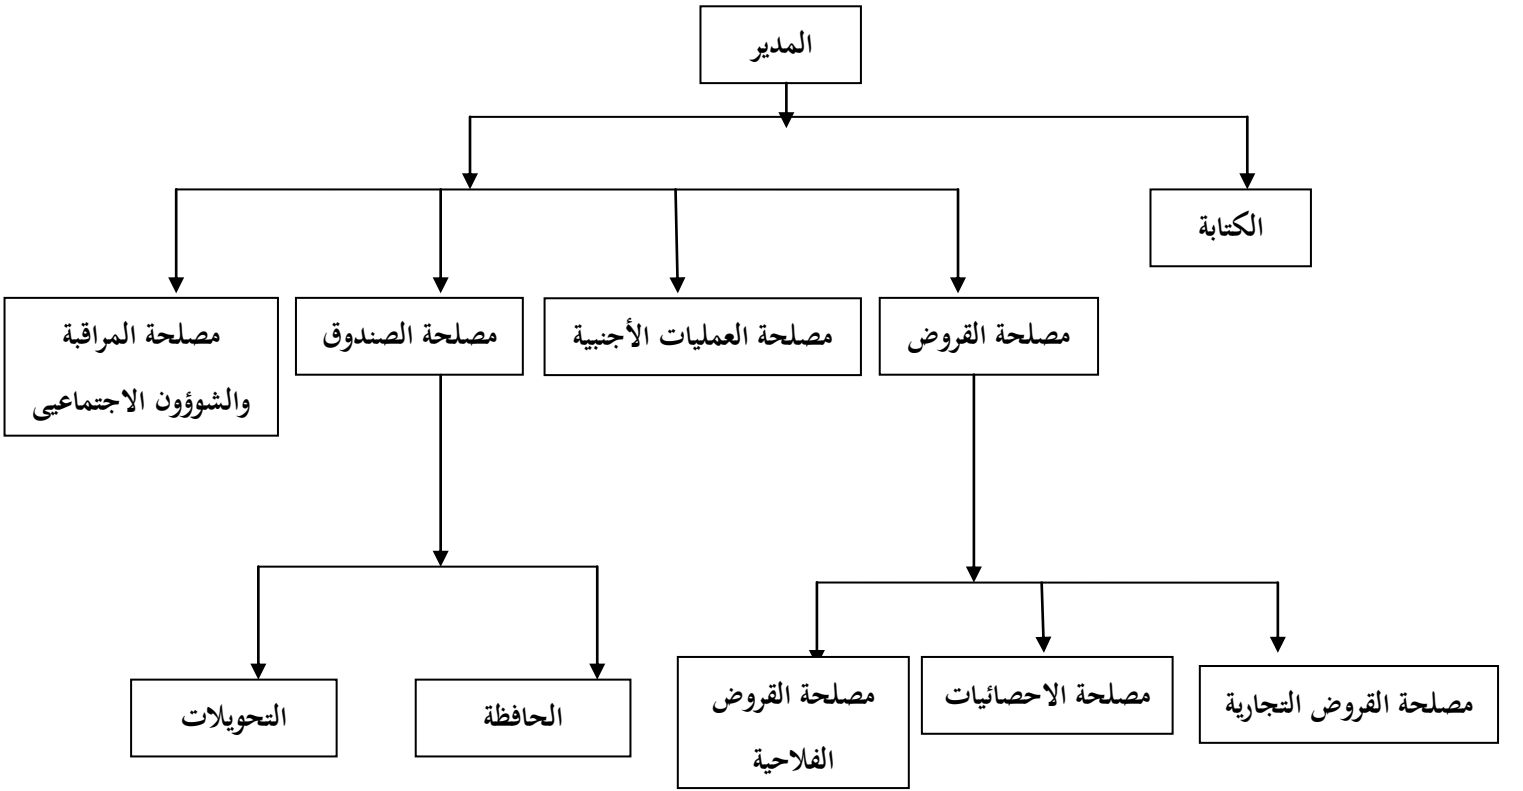 المدير
الكتابة
مصلحة القروض
مصلحة العمليات الأجنبية
مصلحة الصندوق
مصلحة المراقبة
والشوؤون الاجتماعيى
مصلحة القروض التجارية
مصلحة الاحصائيات
مصلحة القروض
الفلاحية
الحافظة
التحويلات